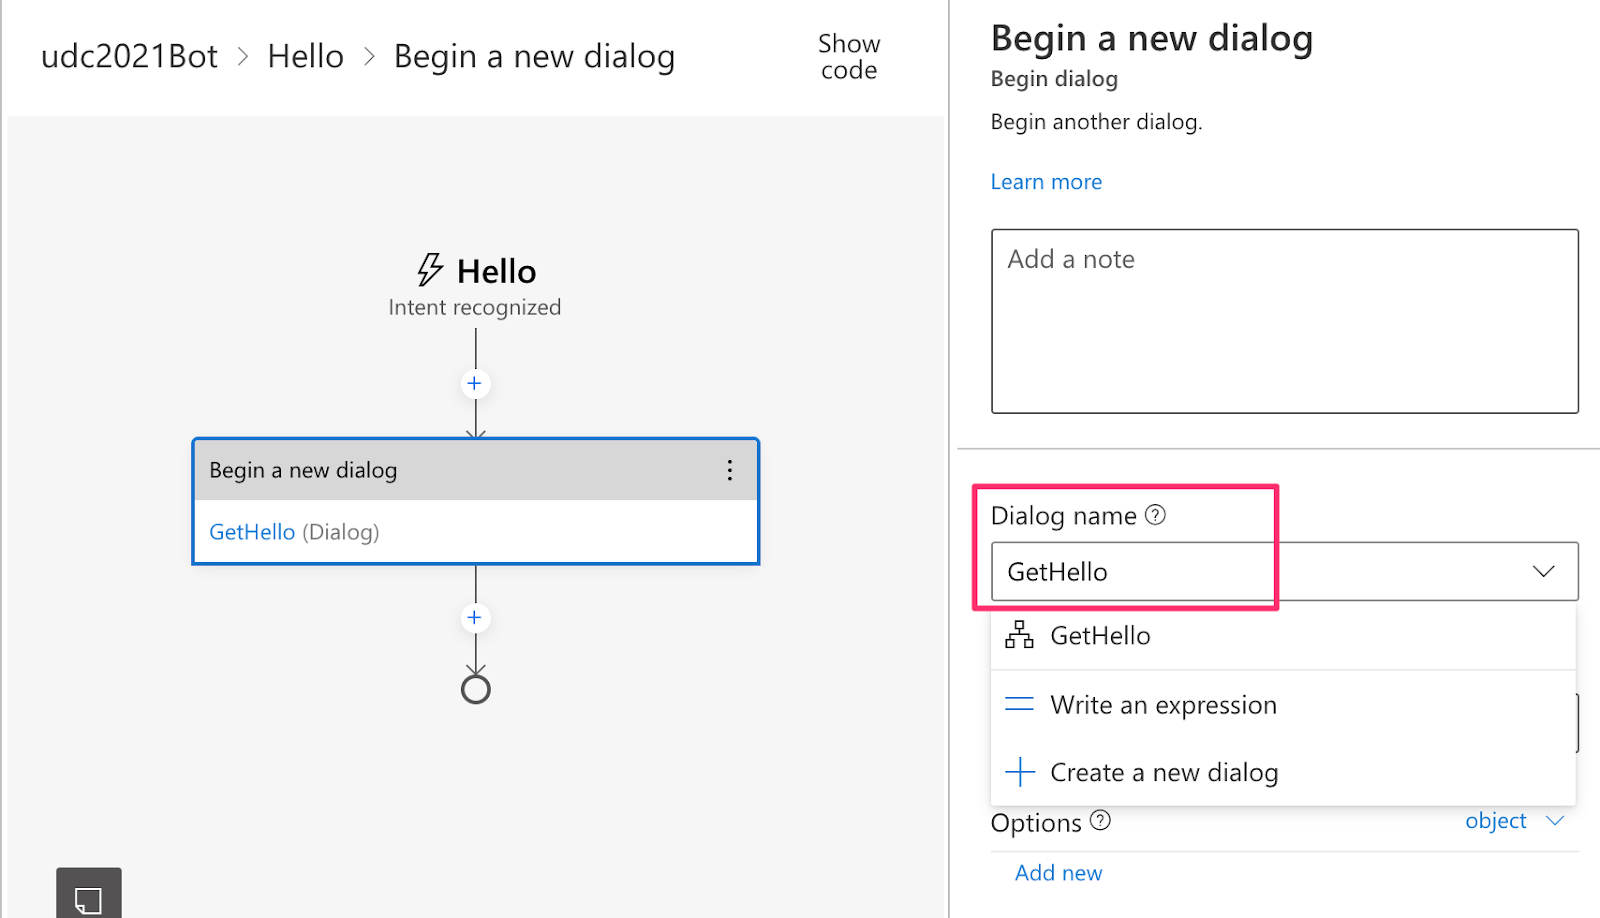 udc2021Bot > Hello > Begin a new dialog
Show
code
Hello
Intent recognized
+
Begin a new dialog
GetHello (Dialog)
+
Begin a new dialog
Begin dialog
Begin another dialog.
Learn more
Add a note
Dialog name ?
GetHello
GetHello
Write an expression
Create a new dialog
Options ?
object
Add new